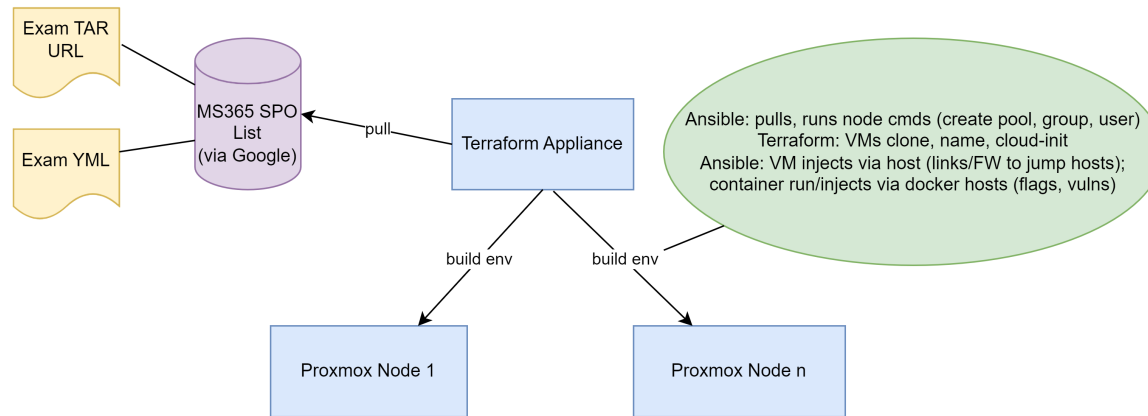 Exam TAR
URL
Exam YML
MS365 SPO
List
(via Google)
pull
Terraform Appliance
Ansible: pulls, runs node cmds (create pool, group, user)
Terraform: VMs clone, name, cloud-init
Ansible: VM injects via host (links/FW to jump hosts);
container run/injects via docker hosts (flags, vulns)
build env
build env
Proxmox Node 1
Proxmox Node n